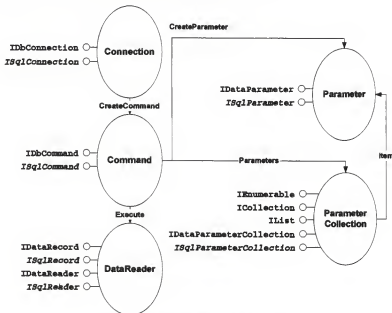 CreateParameter
IDbConnection
ISqlConnection
Connection
CreateCommand
IDataParameter
ISqlParameter
Parameter
IDbCommand
ISqlCommand
Command
Parameters
Item
Execute
IEnumerable
ICollection
IList
IDataParameterCollection
ISqlParameterCollection
Parameter
Collection
IDataRecord
ISqlRecord
IDataReader
ISqlReader
DataReader